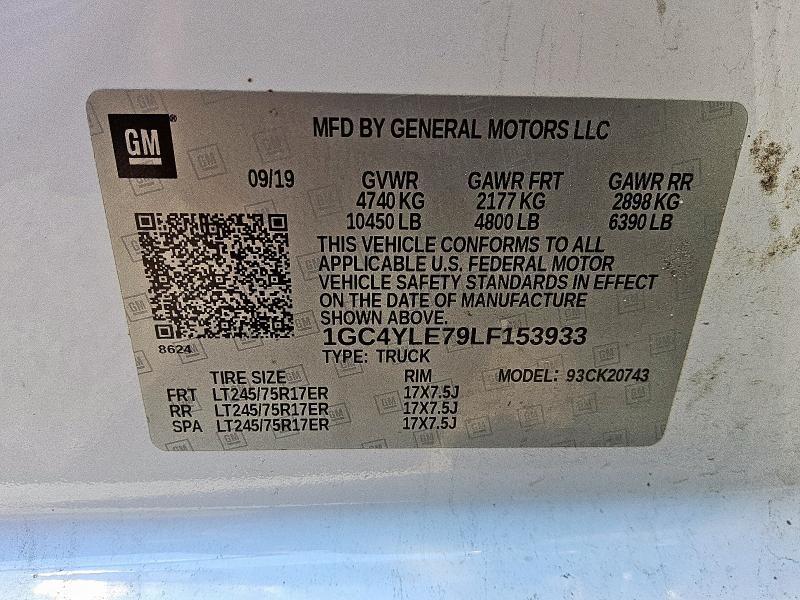 GM
MFD BY GENERAL MOTORS LLC
09/19 GVWR GAWR FRT GAWR RR
4740 KG 2177 KG 2898 KG
10450 LB 4800 LB 6390 LB
THIS VEHICLE CONFORMS TO ALL
APPLICABLE U.S. FEDERAL MOTOR
VEHICLE SAFETY STANDARDS IN EFFECT
ON THE DATE OF MANUFACTURE
SHOWN ABOVE.
1GC4YLE79LF153933
8624
TYPE: TRUCK
TIRE SIZE RIM MODEL: 93CK20743
FRT LT245/75R17ER 17X7.5J
RR LT245/75R17ER 17X7.5J
SPA LT245/75R17ER 17X7.5J